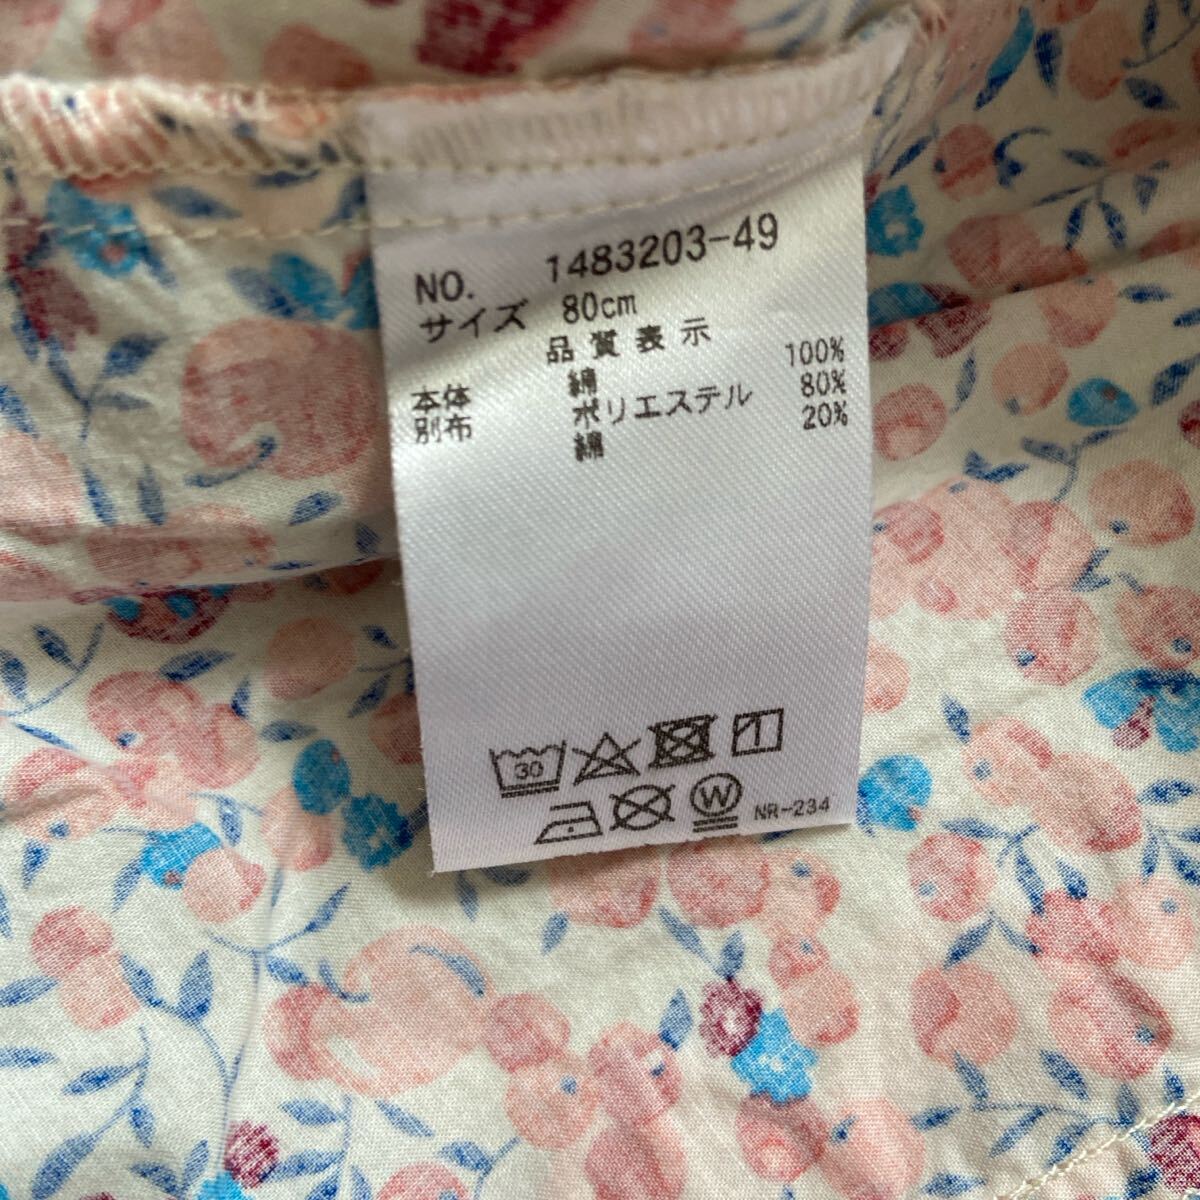 NO. 1483203-49
サイズ 80cm
品質表示
本体 綿 100%
別布 ポリエステル 80%
綿 20%
30
W NR-234